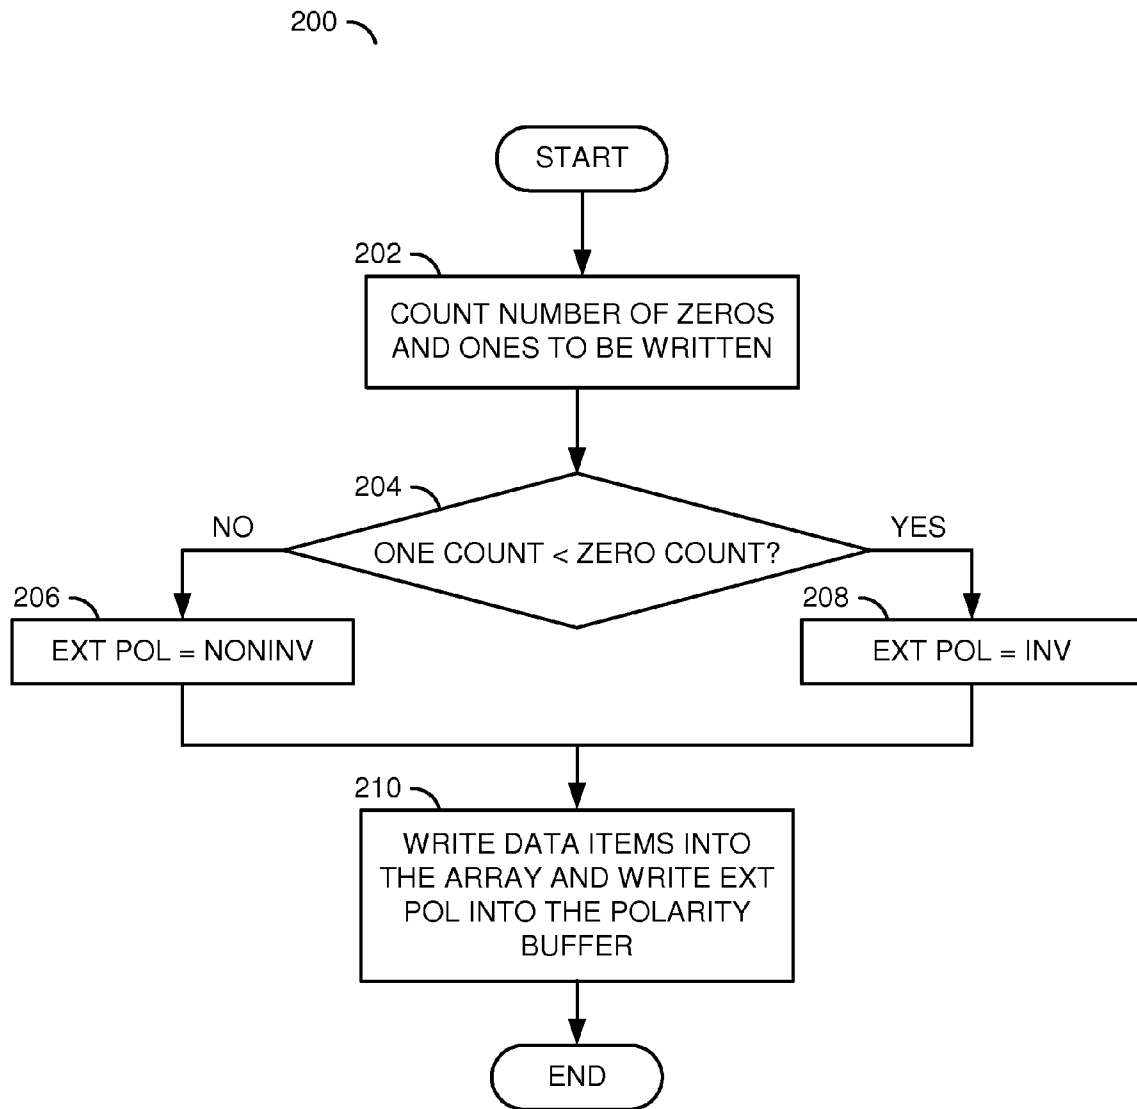 200
START
202
COUNT NUMBER OF ZEROS
AND ONES TO BE WRITTEN
204
NO
ONE COUNT < ZERO COUNT?
YES
206
EXT POL = NONINV
208
EXT POL = INV
210
WRITE DATA ITEMS INTO
THE ARRAY AND WRITE EXT
POL INTO THE POLARITY
BUFFER
END